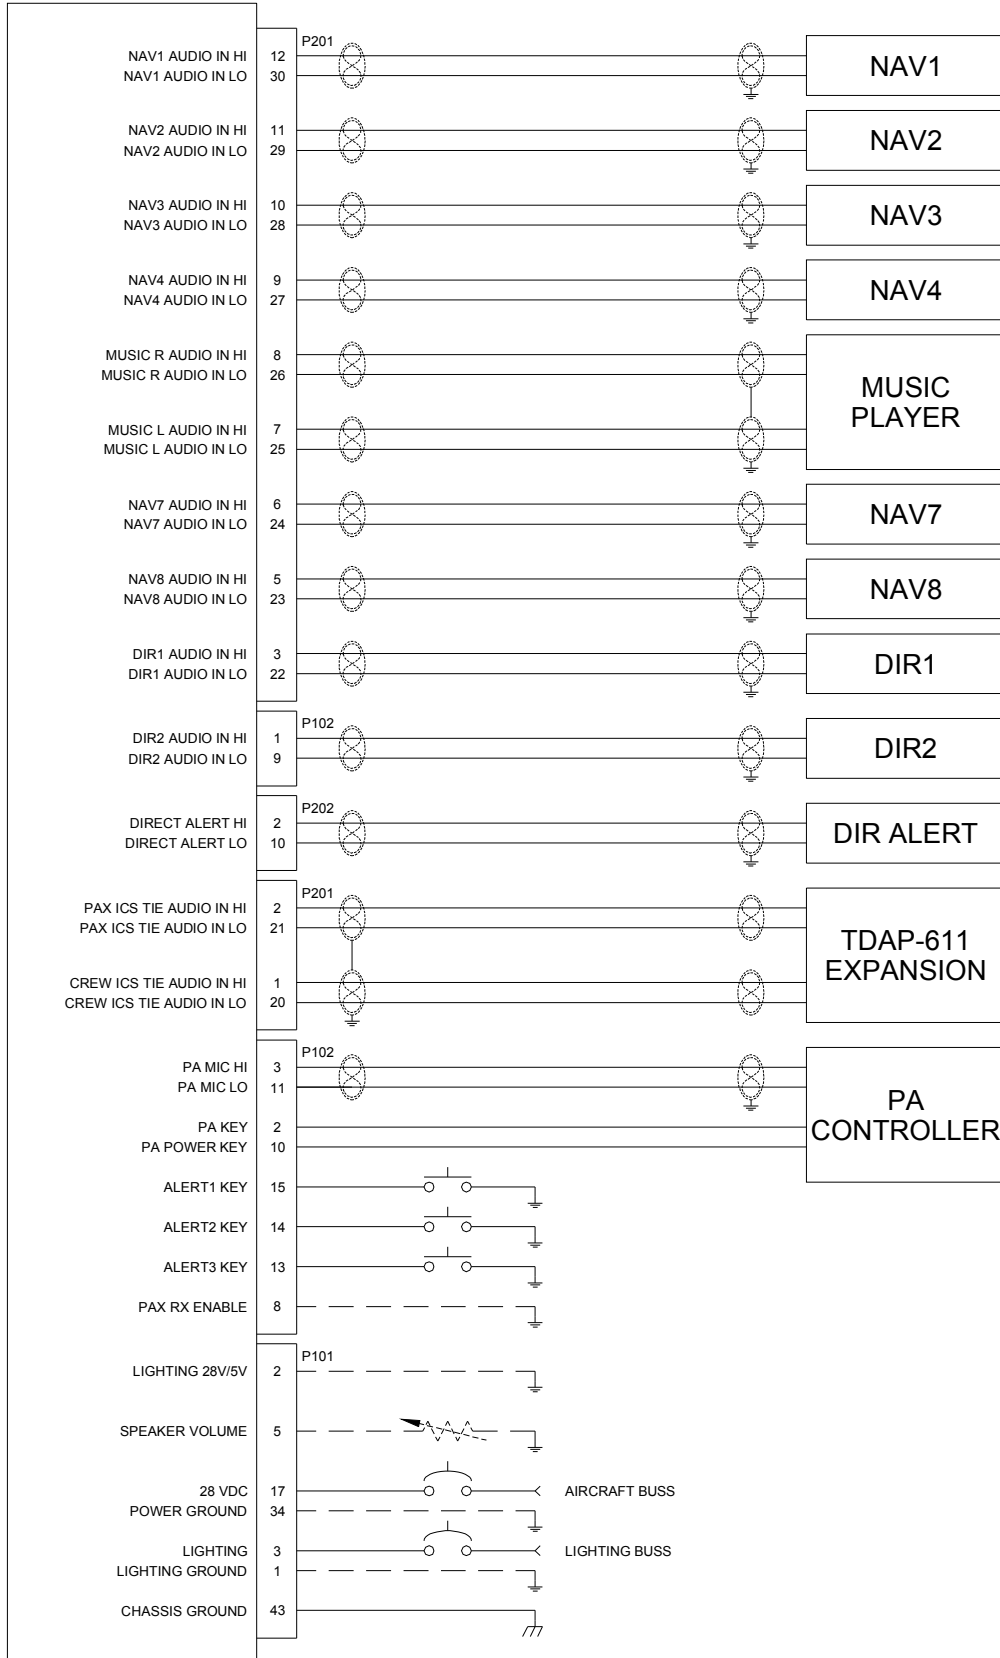 P201
NAV1 AUDIO IN HI 12
NAV1 AUDIO IN LO 30
NAV1
NAV2 AUDIO IN HI 11
NAV2 AUDIO IN LO 29
NAV2
NAV3 AUDIO IN HI 10
NAV3 AUDIO IN LO 28
NAV3
NAV4 AUDIO IN HI 9
NAV4 AUDIO IN LO 27
NAV4
MUSIC R AUDIO IN HI 8
MUSIC R AUDIO IN LO 26
MUSIC L AUDIO IN HI 7
MUSIC L AUDIO IN LO 25
MUSIC
PLAYER
NAV7 AUDIO IN HI 6
NAV7 AUDIO IN LO 24
NAV7
NAV8 AUDIO IN HI 5
NAV8 AUDIO IN LO 23
NAV8
DIR1 AUDIO IN HI 3
DIR1 AUDIO IN LO 22
DIR1
P102
DIR2 AUDIO IN HI 1
DIR2 AUDIO IN LO 9
DIR2
P202
DIRECT ALERT HI 2
DIRECT ALERT LO 10
DIR ALERT
P201
PAX ICS TIE AUDIO IN HI 2
PAX ICS TIE AUDIO IN LO 21
CREW ICS TIE AUDIO IN HI 1
CREW ICS TIE AUDIO IN LO 20
TDAP-611
EXPANSION
P102
PA MIC HI 3
PA MIC LO 11
PA KEY 2
PA POWER KEY 10
PA
CONTROLLER
ALERT1 KEY 15
ALERT2 KEY 14
ALERT3 KEY 13
PAX RX ENABLE 8
P101
LIGHTING 28V/5V 2
SPEAKER VOLUME 5
28 VDC 17 AIRCRAFT BUSS
POWER GROUND 34
LIGHTING 3 LIGHTING BUSS
LIGHTING GROUND 1
CHASSIS GROUND 43